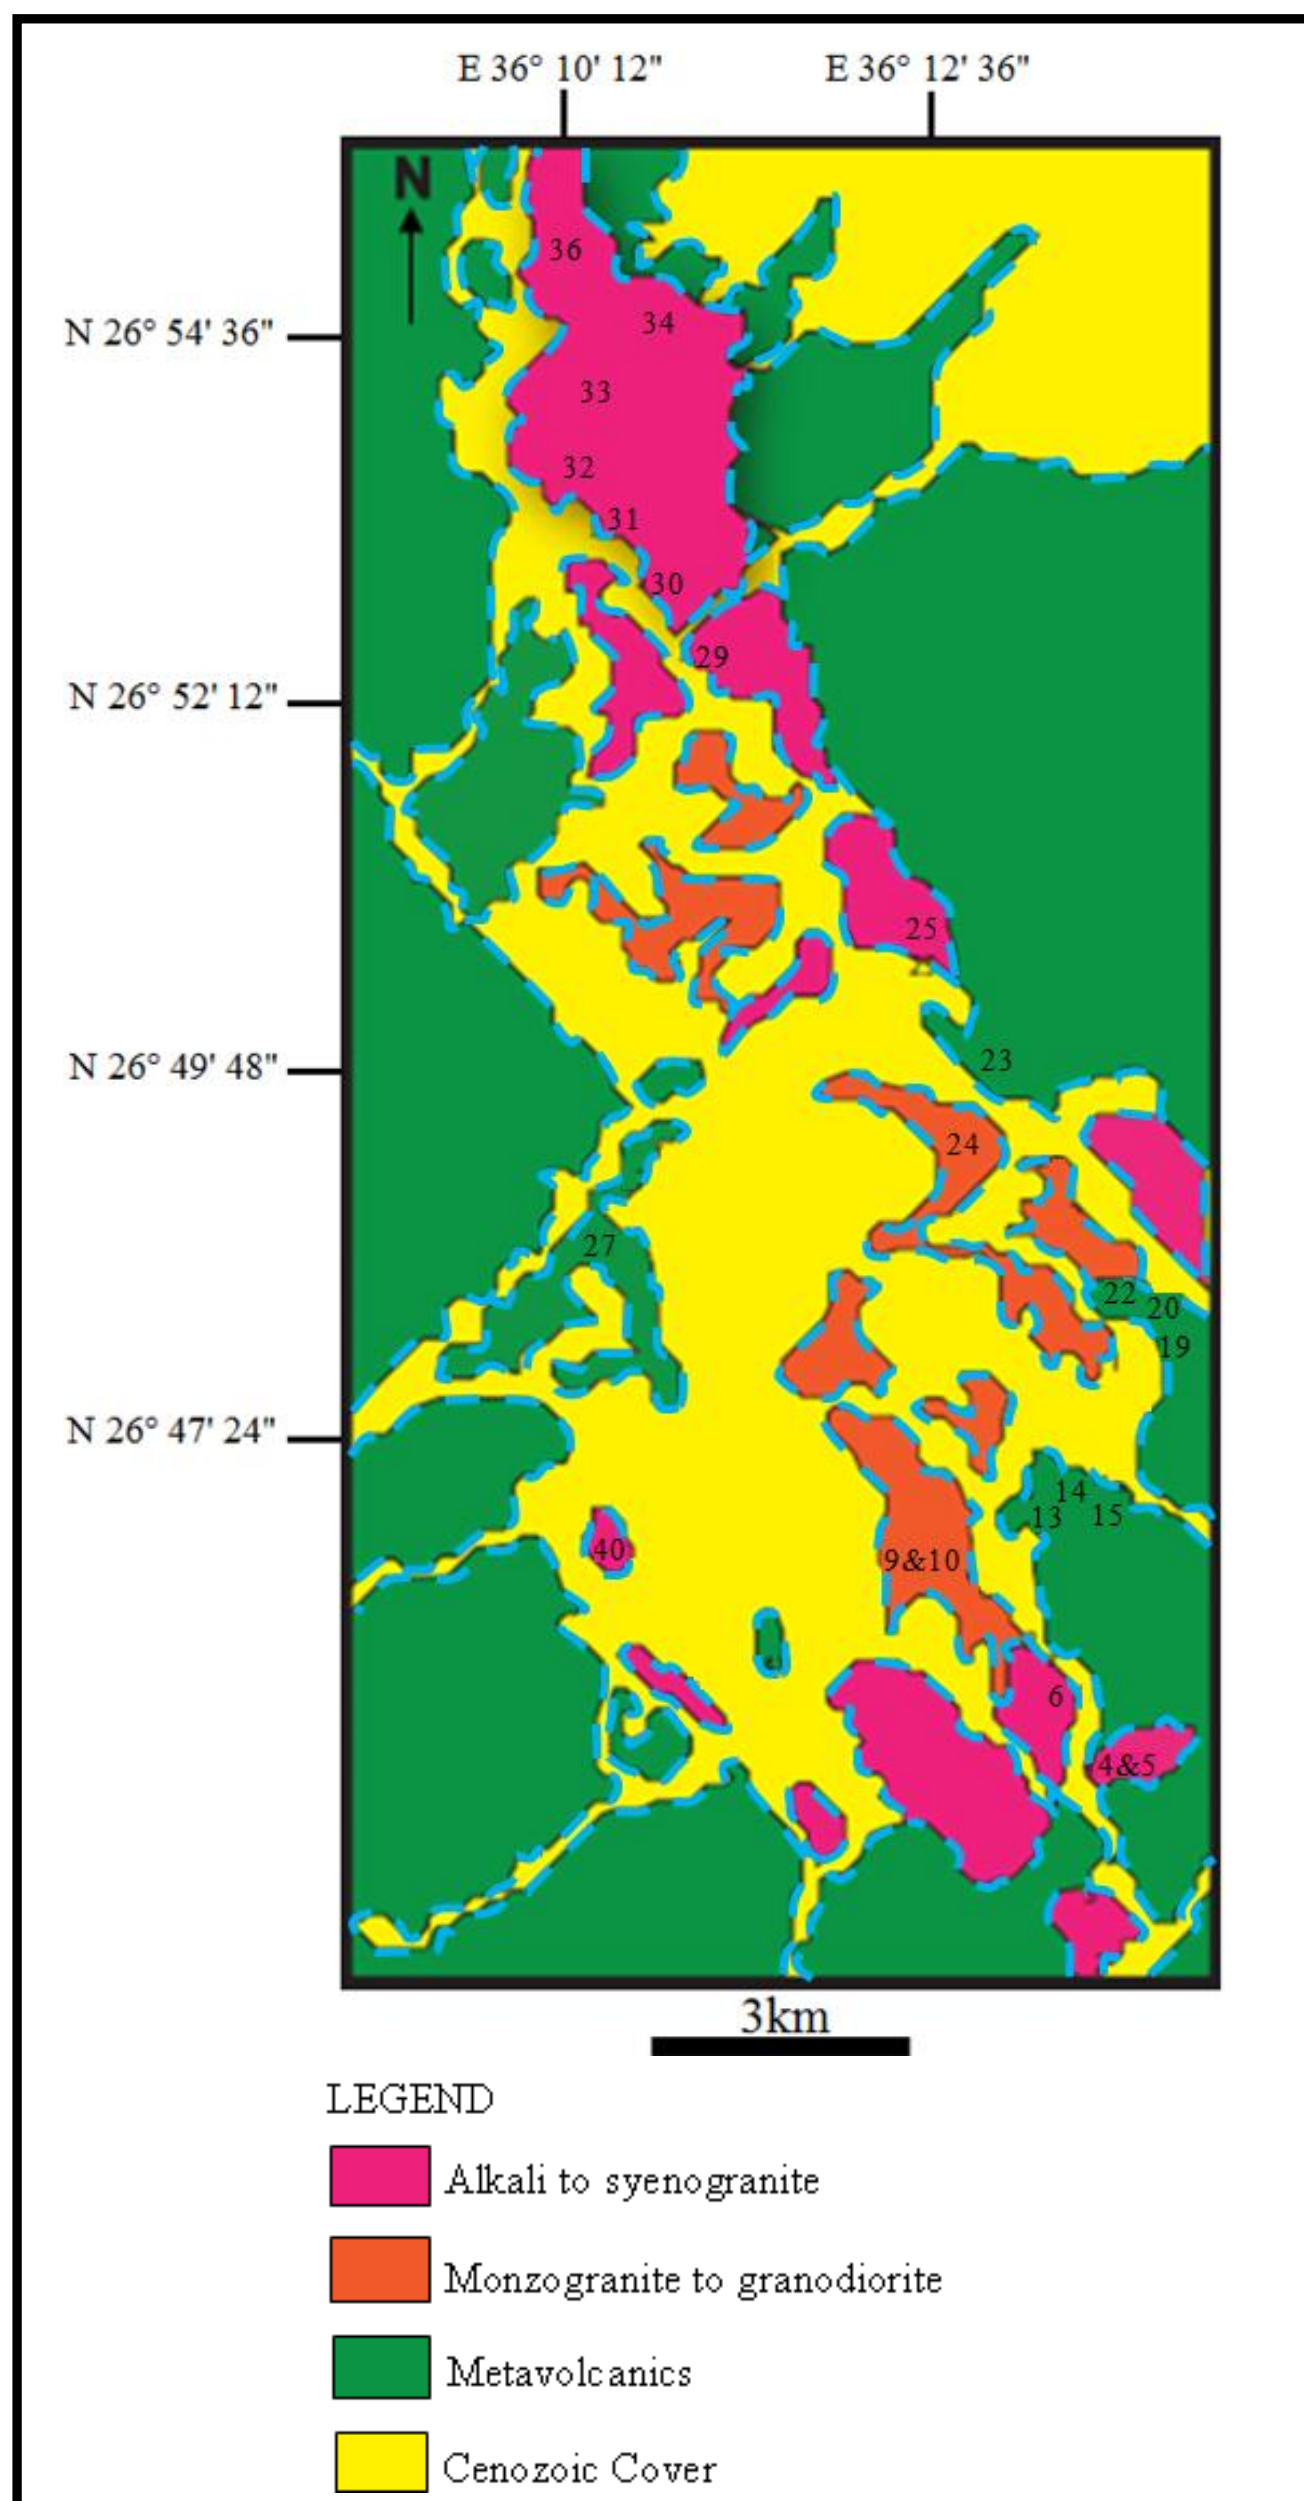 E 36° 10' 12" E 36° 12' 36"
N
36
N 26° 54' 36"
34
33
32
31
30
29
N 26° 52' 12"
25
N 26° 49' 48"
23
24
27
22
20
19
N 26° 47' 24"
14
13
15
40
9&10
6
4&5
3km
LEGEND
Alkali to syenogranite
Monzogranite to granodiorite
Metavolcanics
Cenozoic Cover